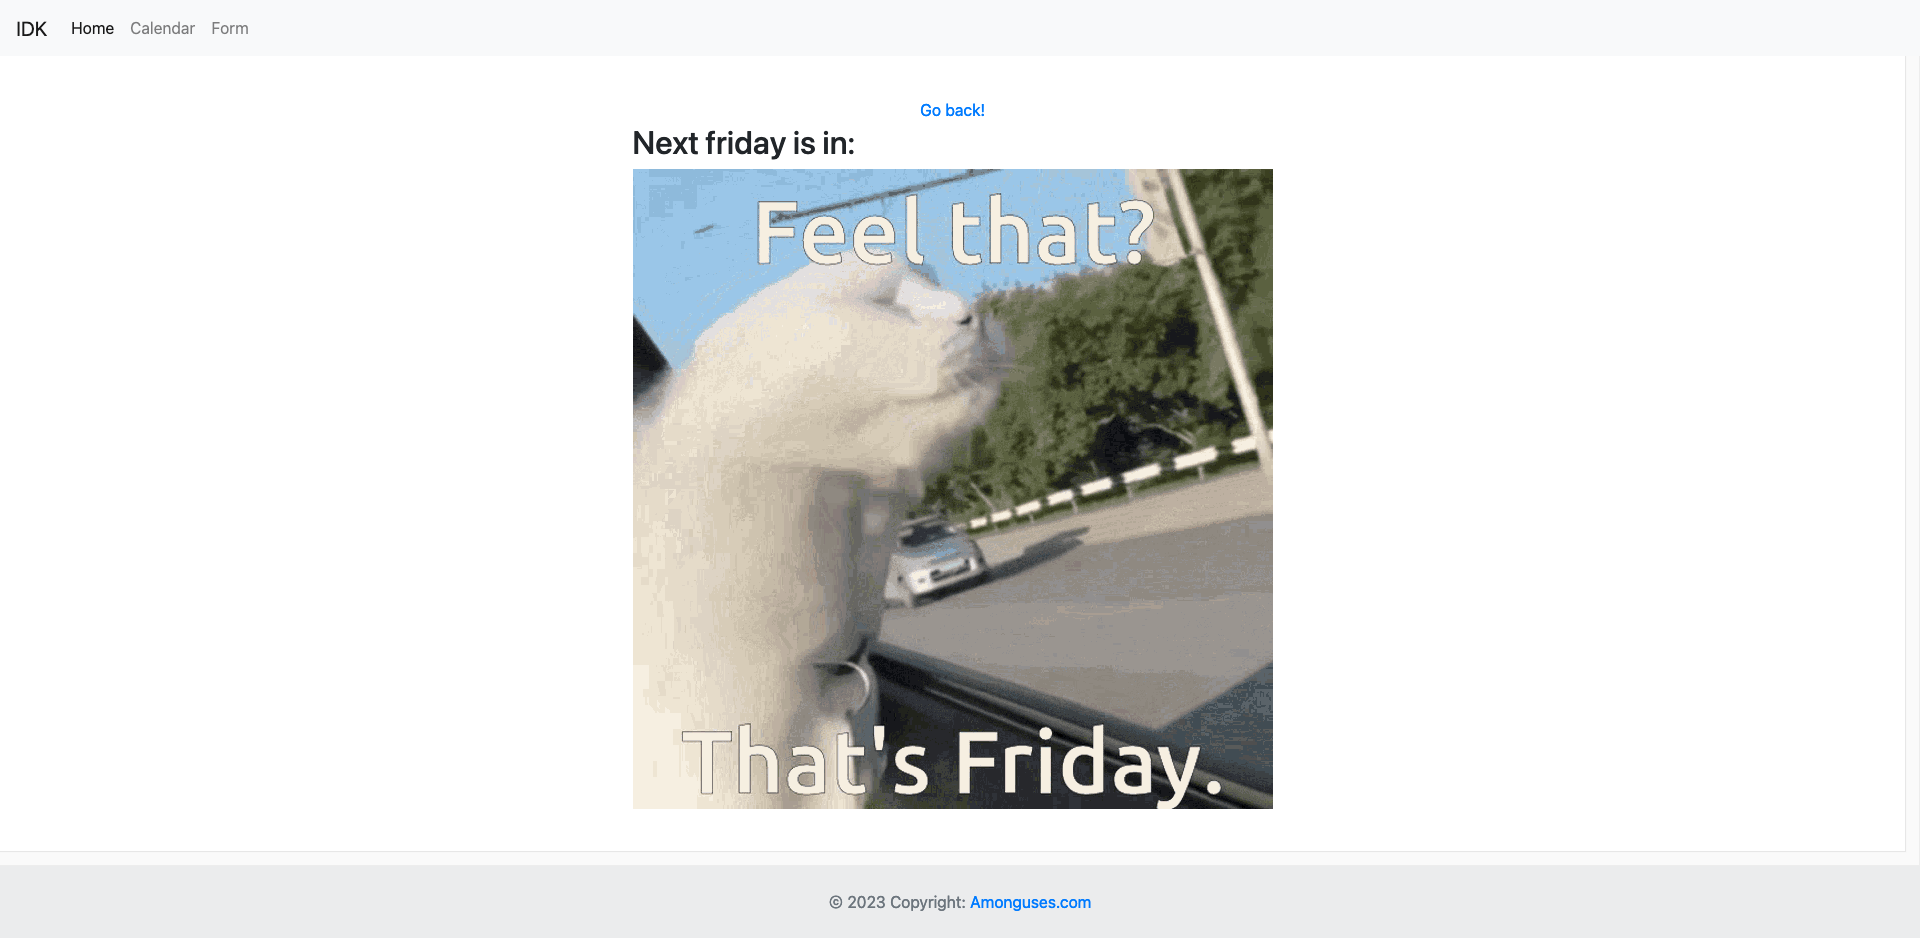 IDK Home Calendar Form
Go back!
Next friday is in:
Feel that?
That's Friday.
© 2023 Copyright: Amonguses.com